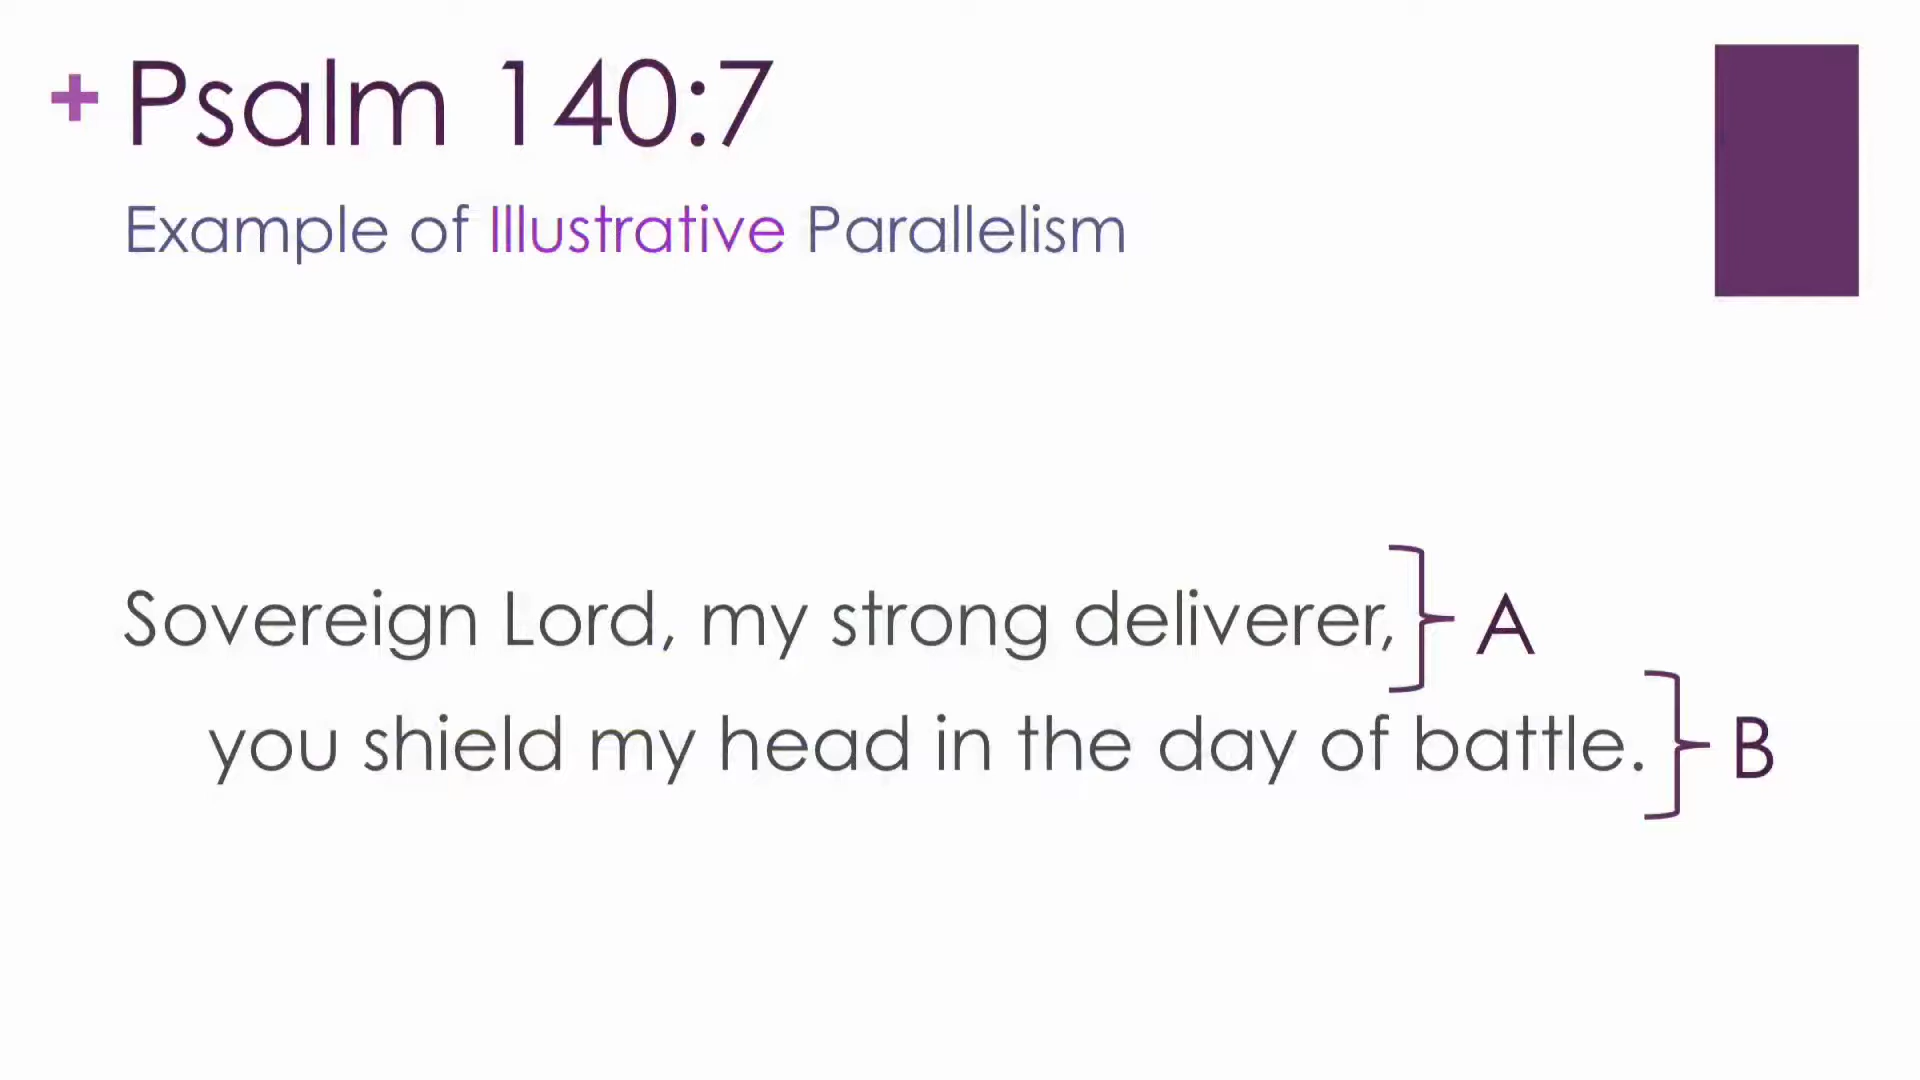 + Psalm 140:7
Example of Illustrative Parallelism
Sovereign Lord, my strong deliverer, A
you shield my head in the day of battle. B